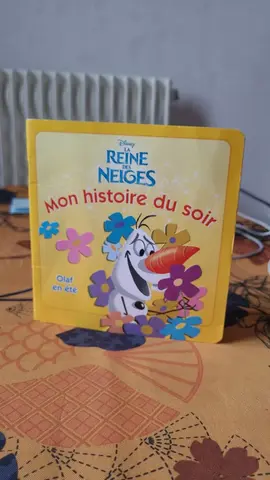 Disney
LA
REINE
DES
NEIGES
Mon histoire du soir
Olaf
en été